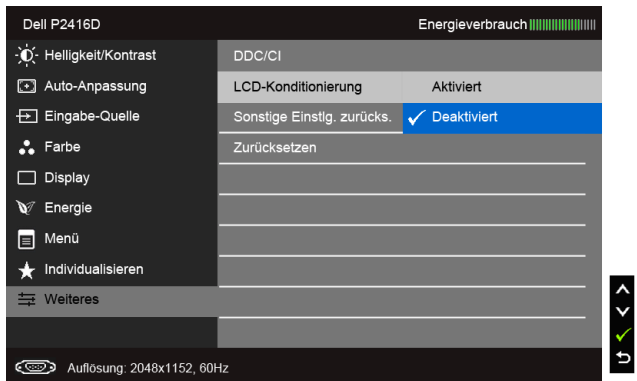 Dell P2416D Energieverbrauch
Helligkeit/Kontrast DDC/CI
Auto-Anpassung LCD-Konditionierung Aktiviert
Eingabe-Quelle Sonstige Einstlg. zurücks. Deaktiviert
Farbe Zurücksetzen
Display
Energie
Menü
Individualisieren
Weiteres
Auflösung: 2048x1152, 60Hz